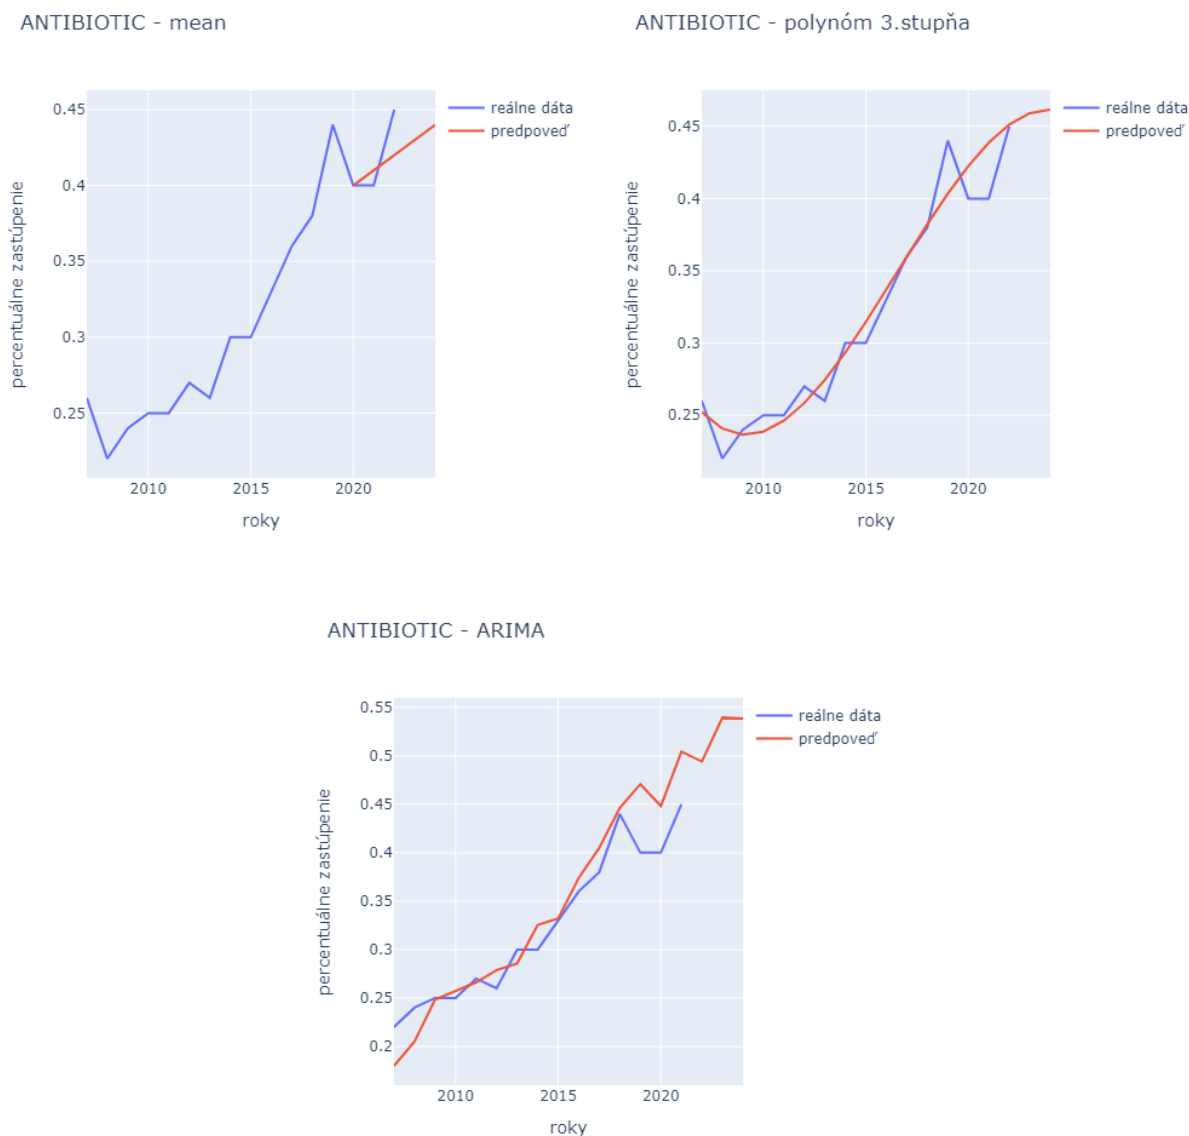 ANTIBIOTIC - mean
0.45
0.4
0.35
0.3
0.25
percentuálne zastúpenie
2010 2015 2020
roky
reálne dáta
predpoveď
ANTIBIOTIC - polynóm 3.stupňa
0.45
0.4
0.35
0.3
0.25
percentuálne zastúpenie
2010 2015 2020
roky
reálne dáta
predpoveď
ANTIBIOTIC - ARIMA
0.55
0.5
0.45
0.4
0.35
0.3
0.25
0.2
percentuálne zastúpenie
2010 2015 2020
roky
reálne dáta
predpoveď